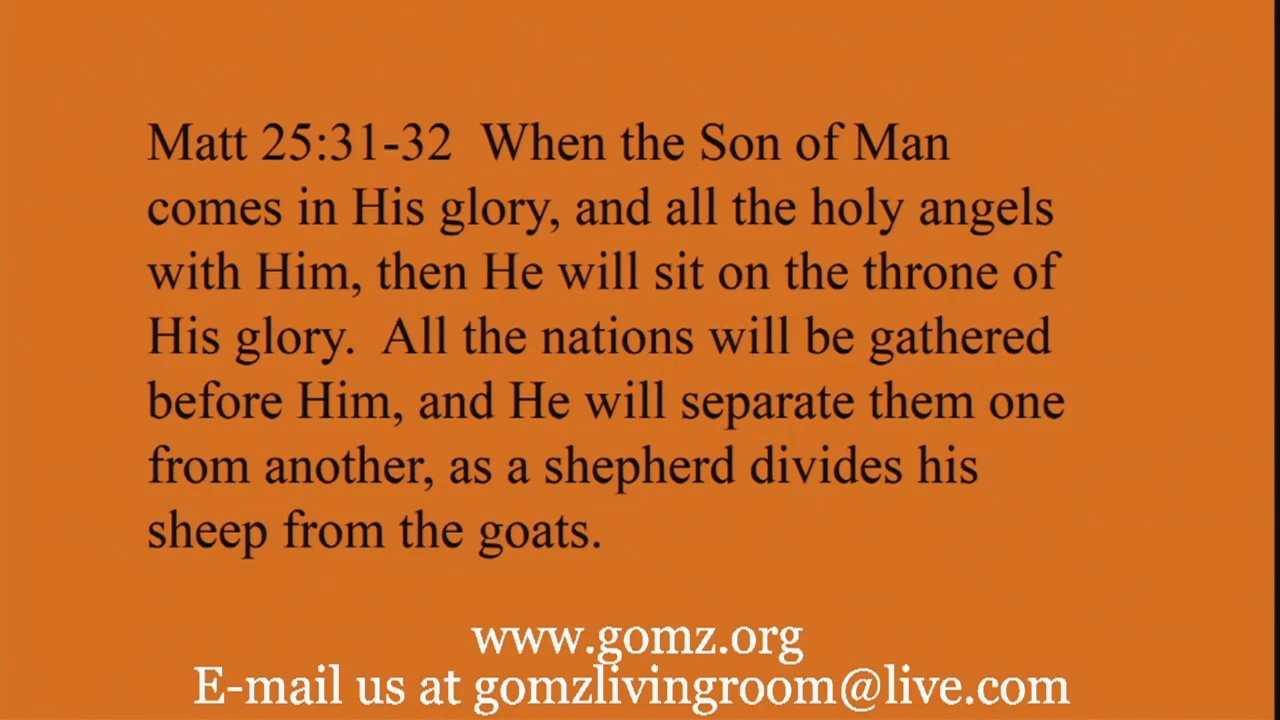 Matt 25:31-32  When the Son of Man
comes in His glory, and all the holy angels
with Him, then He will sit on the throne of
His glory.  All the nations will be gathered
before Him, and He will separate them one
from another, as a shepherd divides his
sheep from the goats.
www.gomz.org
E-mail us at gomzlivingroom@live.com